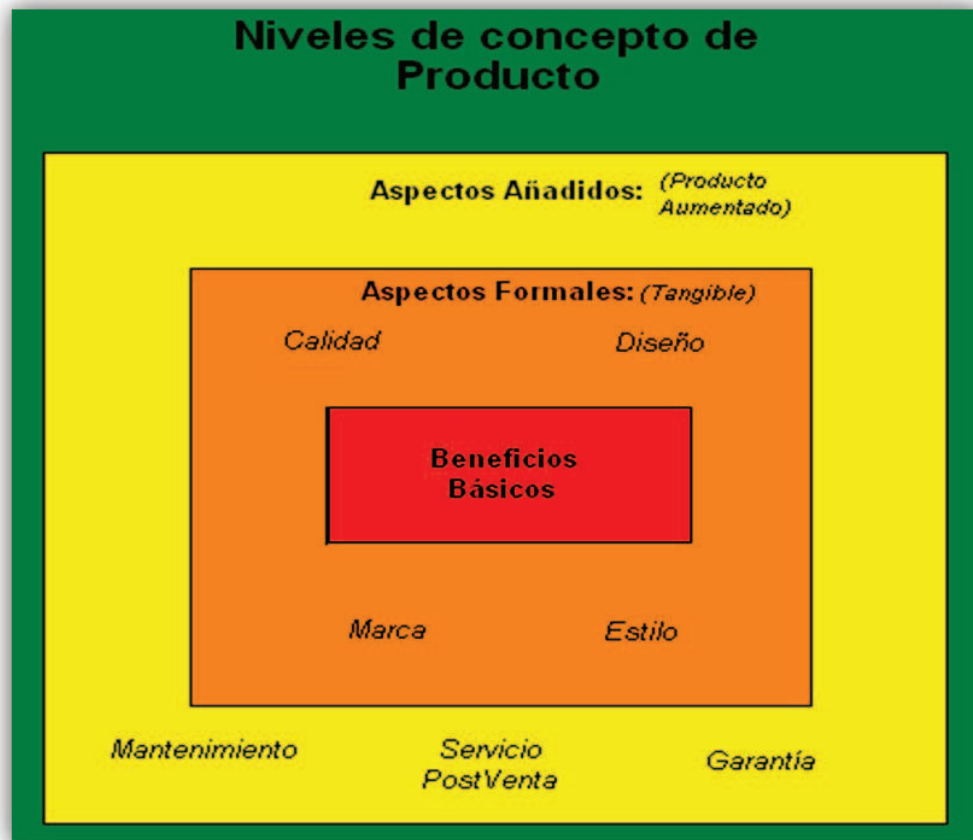 Niveles de concepto de
Producto
Aspectos Añadidos: (Producto
Aumentado)
Aspectos Formales: (Tangible)
Calidad
Diseño
Beneficios
Básicos
Marca
Estilo
Mantenimiento
Servicio
PostVenta
Garantía